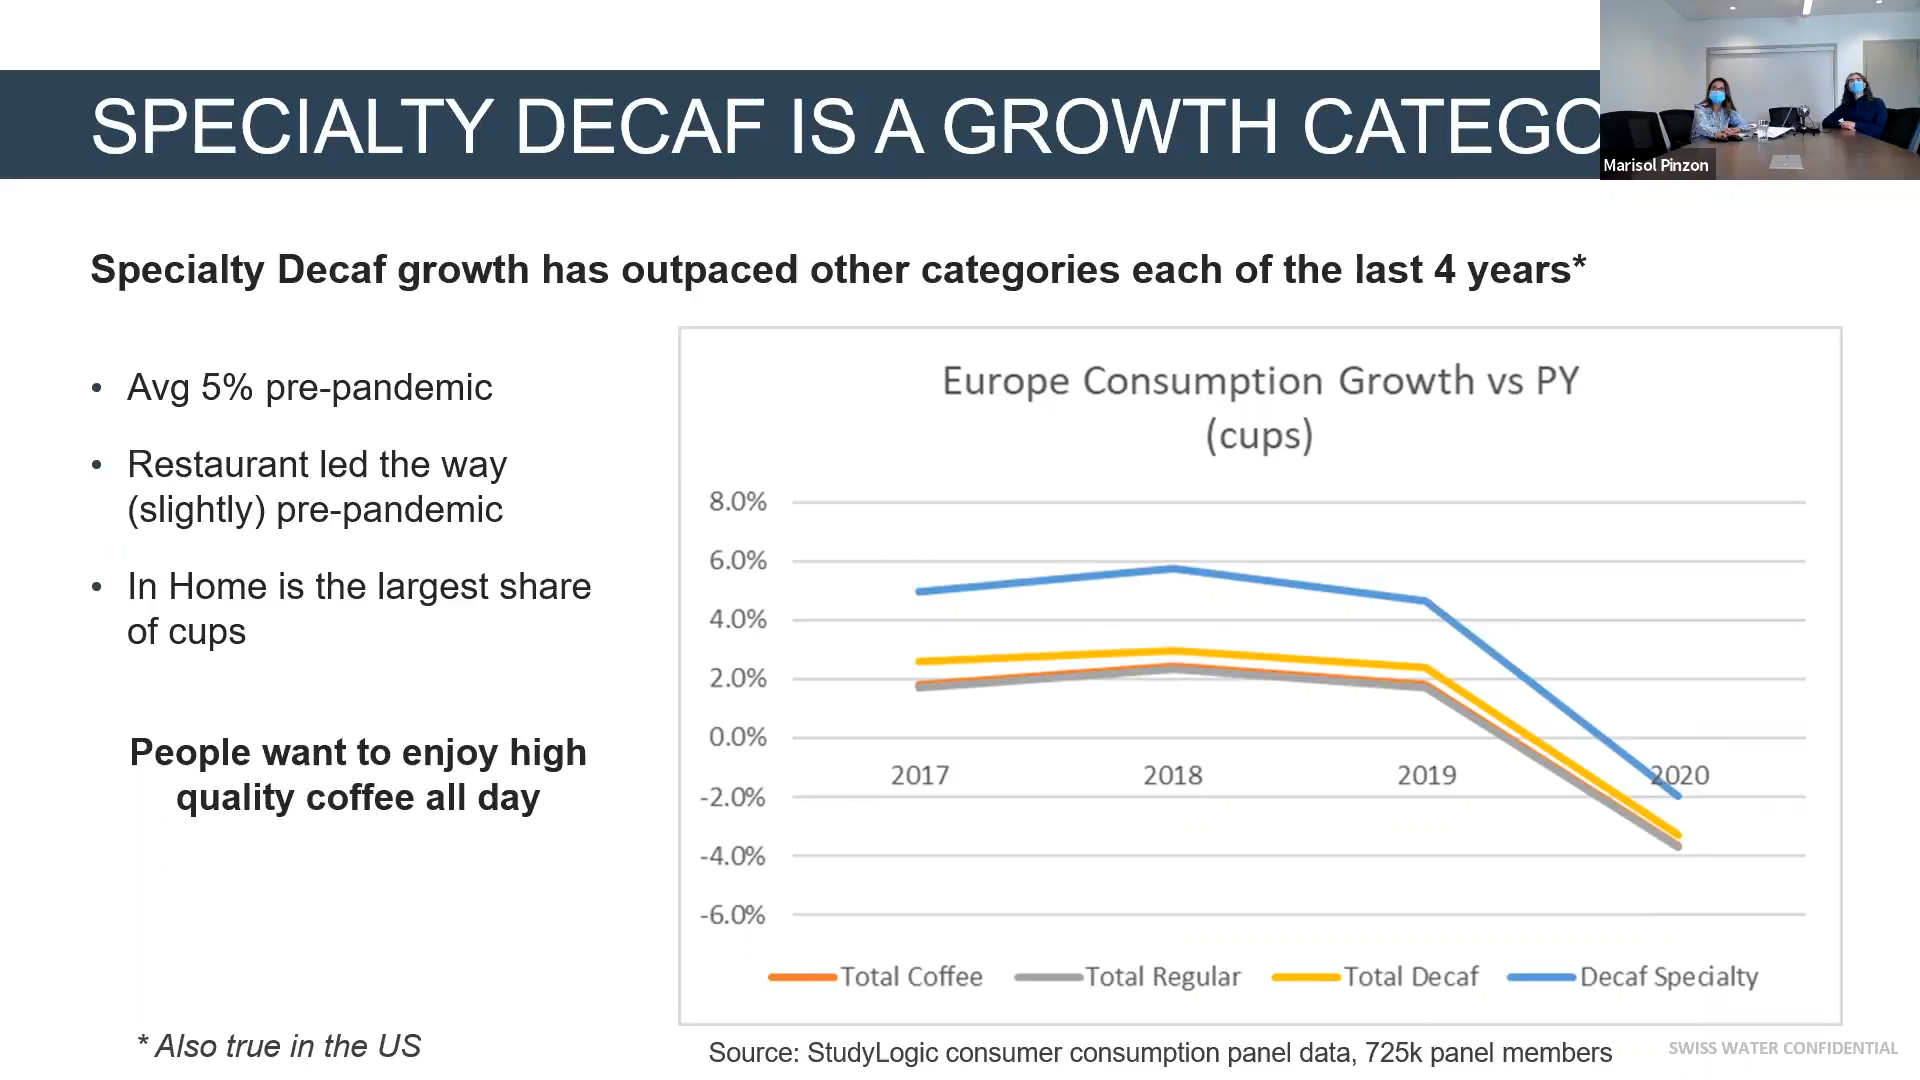 SPECIALTY DECAF IS A GROWTH CATEGO
Marisol Pinzon
Specialty Decaf growth has outpaced other categories each of the last 4 years*
• Avg 5% pre-pandemic
• Restaurant led the way
(slightly) pre-pandemic
• In Home is the largest share
of cups
People want to enjoy high
quality coffee all day
* Also true in the US
Europe Consumption Growth vs PY
(cups)
8.0%
6.0%
4.0%
2.0%
0.0%
2017 2018 2019 2020
-2.0%
-4.0%
-6.0%
Total Coffee Total Regular Total Decaf Decaf Specialty
Source: StudyLogic consumer consumption panel data, 725k panel members
SWISS WATER CONFIDENTIAL